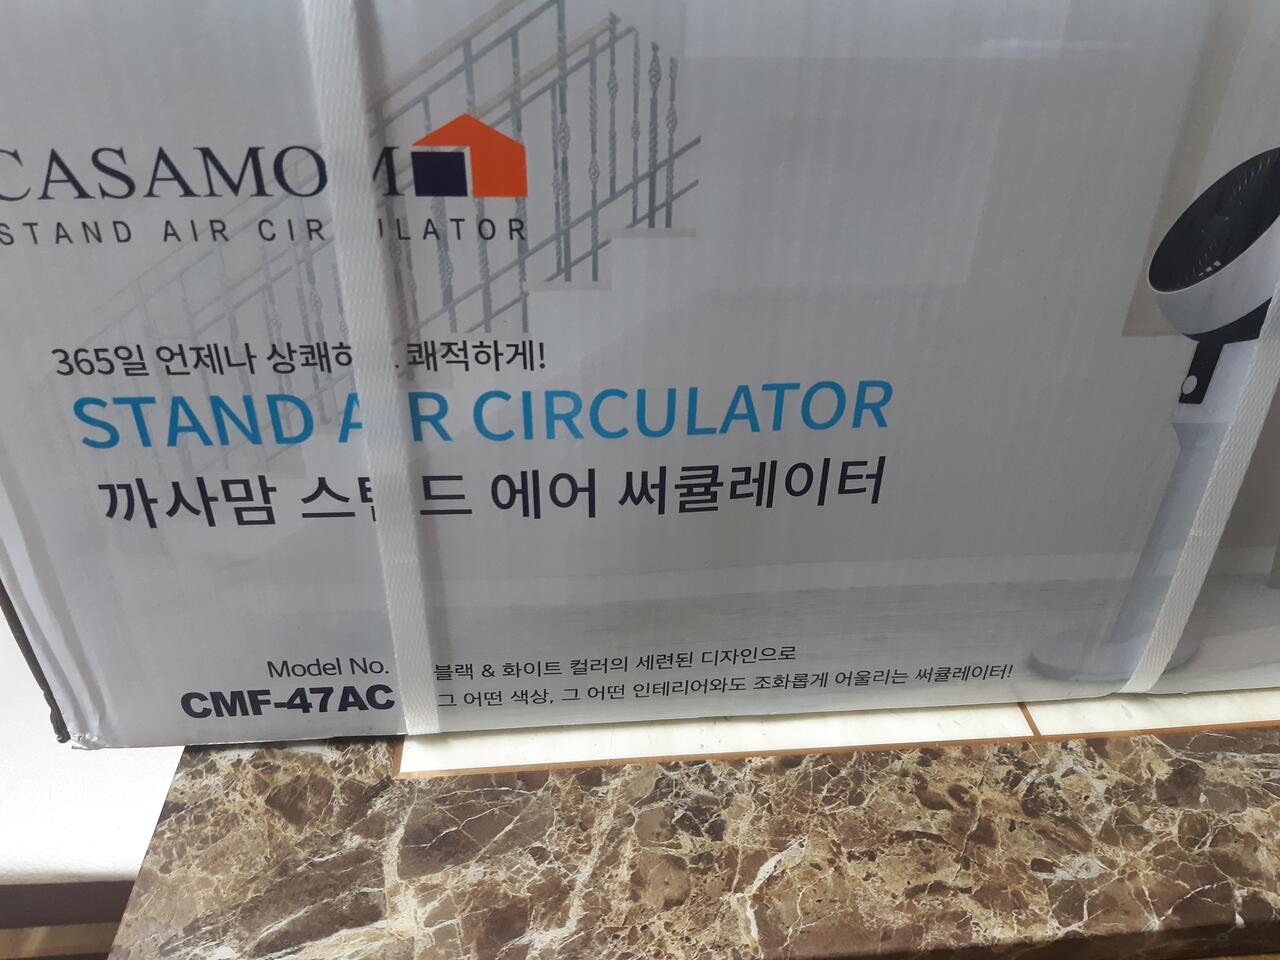 CASAMOM
STAND AIR CIRCULATOR
365일 언제나 상쾌하 쾌적하게!
STAND AIR CIRCULATOR
까사맘 스탠드 에어 써큘레이터
Model No.
CMF-47AC
블랙 & 화이트 컬러의 세련된 디자인으로
그 어떤 색상, 그 어떤 인테리어와도 조화롭게 어울리는 써큘레이터!